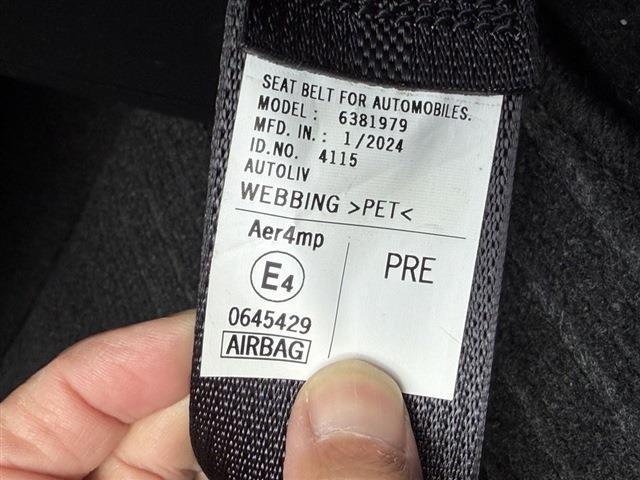 SEAT BELT FOR AUTOMOBILES.
MODEL : 6381979
MFD. IN. : 1/2024
ID.NO. 4115
AUTOLIV
WEBBING >PET<
Aer4mp
E4
0645429
AIRBAG
PRE